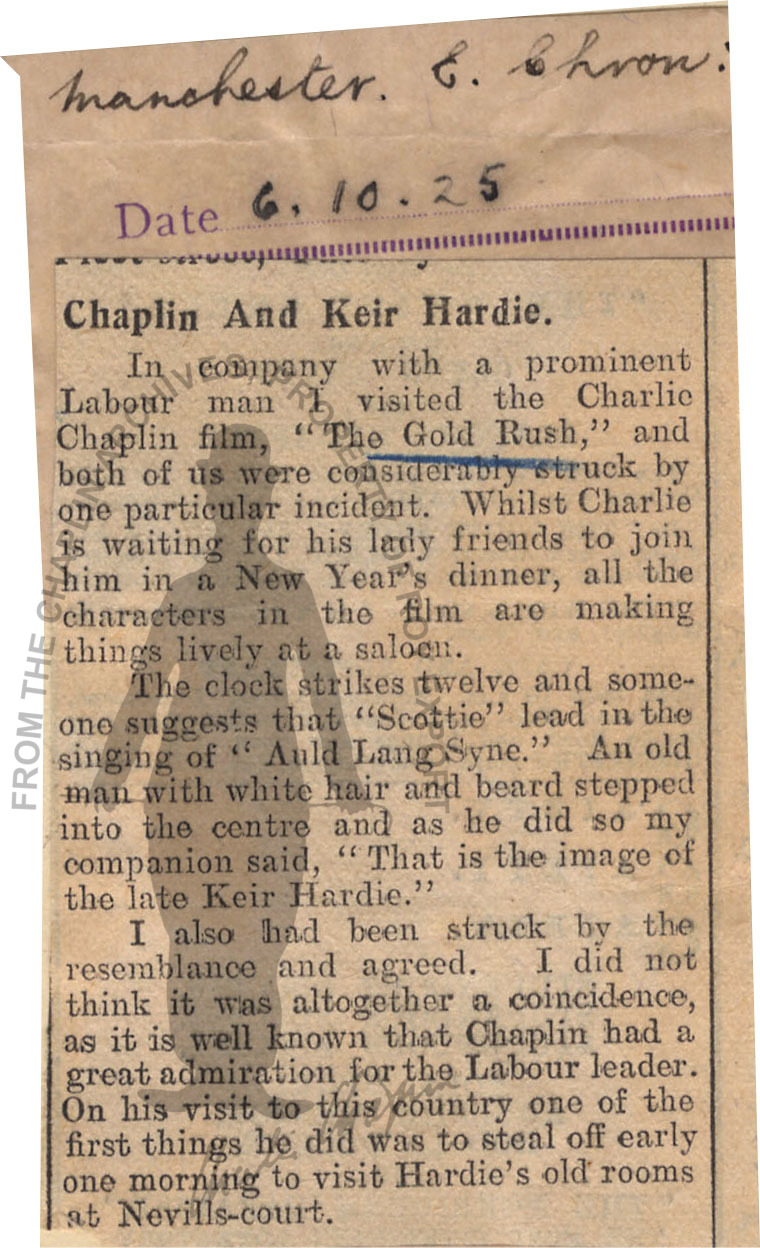 Manchester. E. Chron:
Date 6.10.25
Chaplin And Keir Hardie.
In company with a prominent
Labour man I visited the Charlie
Chaplin film, “The Gold Rush,” and
both of us were considerably struck by
one particular incident. Whilst Charlie
is waiting for his lady friends to join
him in a New Year's dinner, all the
characters in the film are making
things lively at a saloon.
The clock strikes twelve and some-
one suggests that “Scottie” lead in the
singing of “Auld Lang Syne.” An old
man with white hair and beard stepped
into the centre and as he did so my
companion said, “That is the image of
the late Keir Hardie.”
I also had been struck by the
resemblance and agreed. I did not
think it was altogether a coincidence,
as it is well known that Chaplin had a
great admiration for the Labour leader.
On his visit to this country one of the
first things he did was to steal off early
one morning to visit Hardie's old rooms
at Nevills-court.
FROM THE CHAPLIN ARCHIVES, PROPERTY OF ROY EXPORT